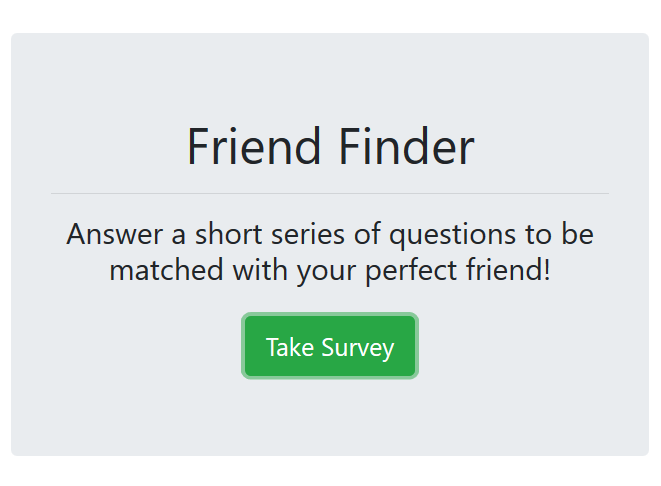 Friend Finder
Answer a short series of questions to be
matched with your perfect friend!
Take Survey